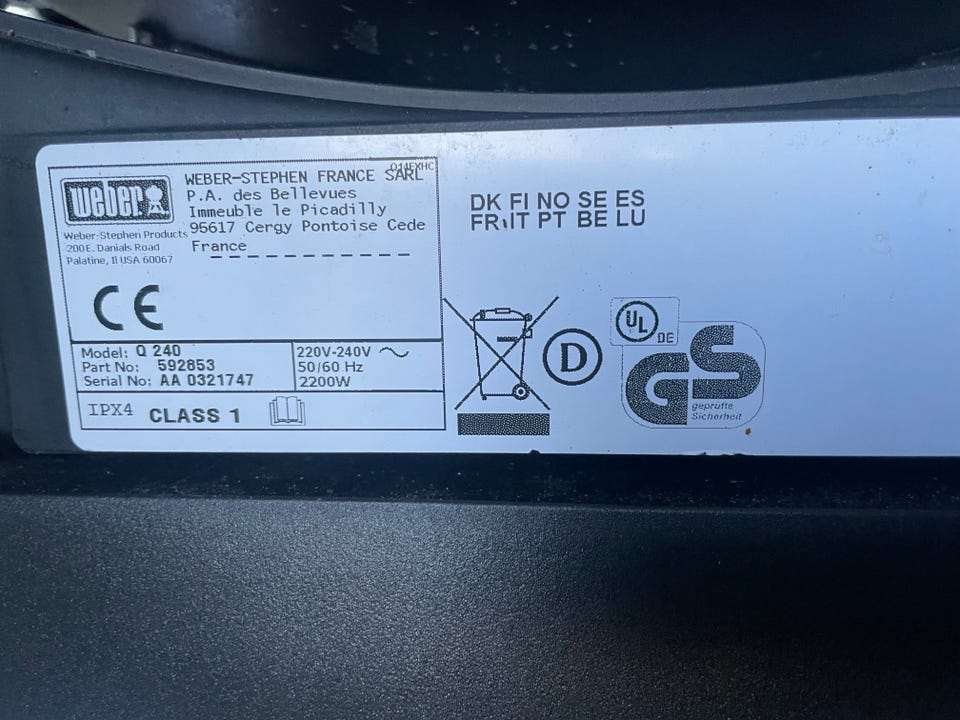 Q14EXHC
weber
WEBER-STEPHEN FRANCE SARL
P.A. des Bellevues
Immeuble le Picadilly
95617 Cergy Pontoise Cede
France
Weber-Stephen Products
200 E. Danials Road
Palatine, Il USA 60067
CE
Model: Q 240
Part No: 592853
Serial No: AA 0321747
220V-240V
50/60 Hz
2200W
IPX4 CLASS 1
DK FI NO SE ES
FR IT PT BE LU
D
UL
DE
GS
geprüfte
Sicherheit